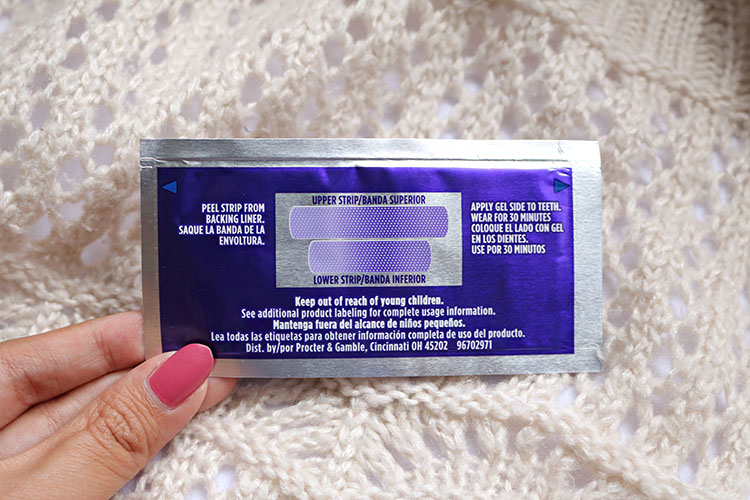 PEEL STRIP FROM
BACKING LINER.
SAQUE LA BANDA DE LA
ENVOLTURA.
UPPER STRIP/BANDA SUPERIOR
LOWER STRIP/BANDA INFERIOR
APPLY GEL SIDE TO TEETH.
WEAR FOR 30 MINUTES
COLOQUE EL LADO CON GEL
EN LOS DIENTES.
USE POR 30 MINUTOS
Keep out of reach of young children.
See additional product labeling for complete usage information.
Mantenga fuera del alcance de niños pequeños.
Lea todas las etiquetas para obtener información completa de uso del producto.
Dist. by/por Procter & Gamble, Cincinnati OH 45202 96702971